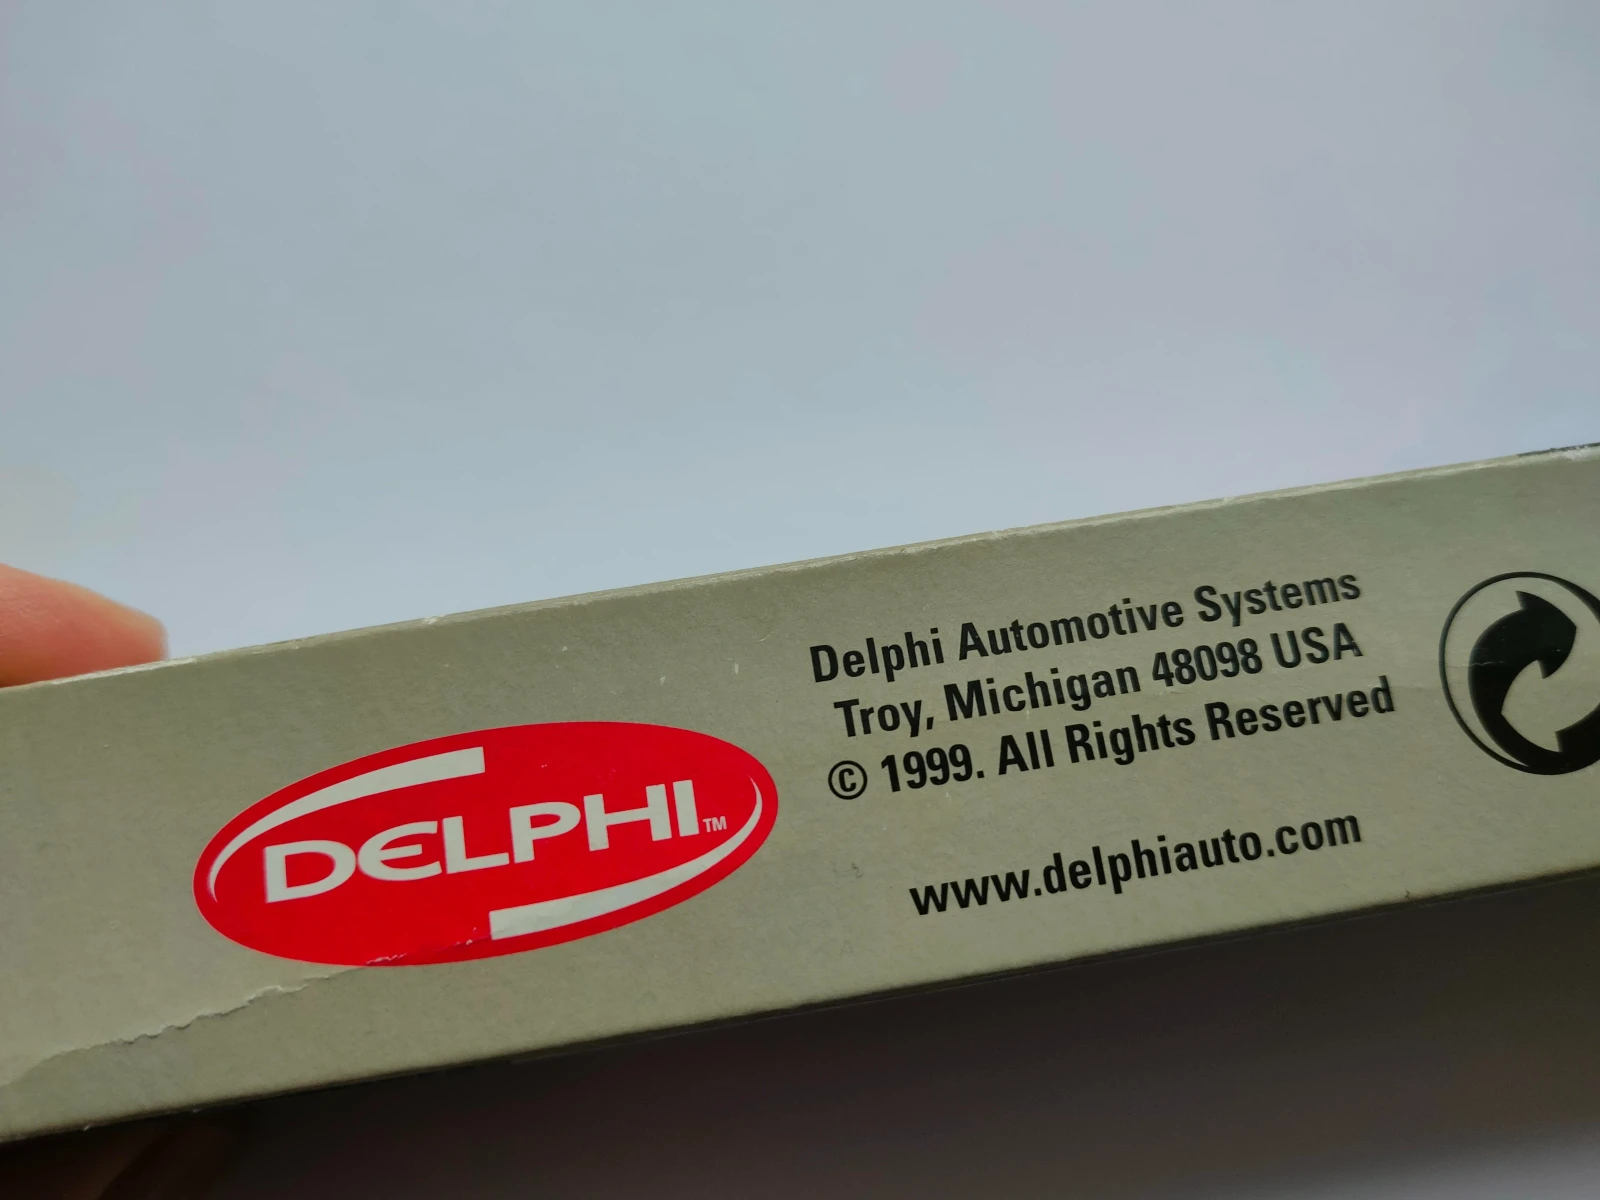 DELPHI™
Delphi Automotive Systems
Troy, Michigan 48098 USA
© 1999. All Rights Reserved
www.delphiauto.com